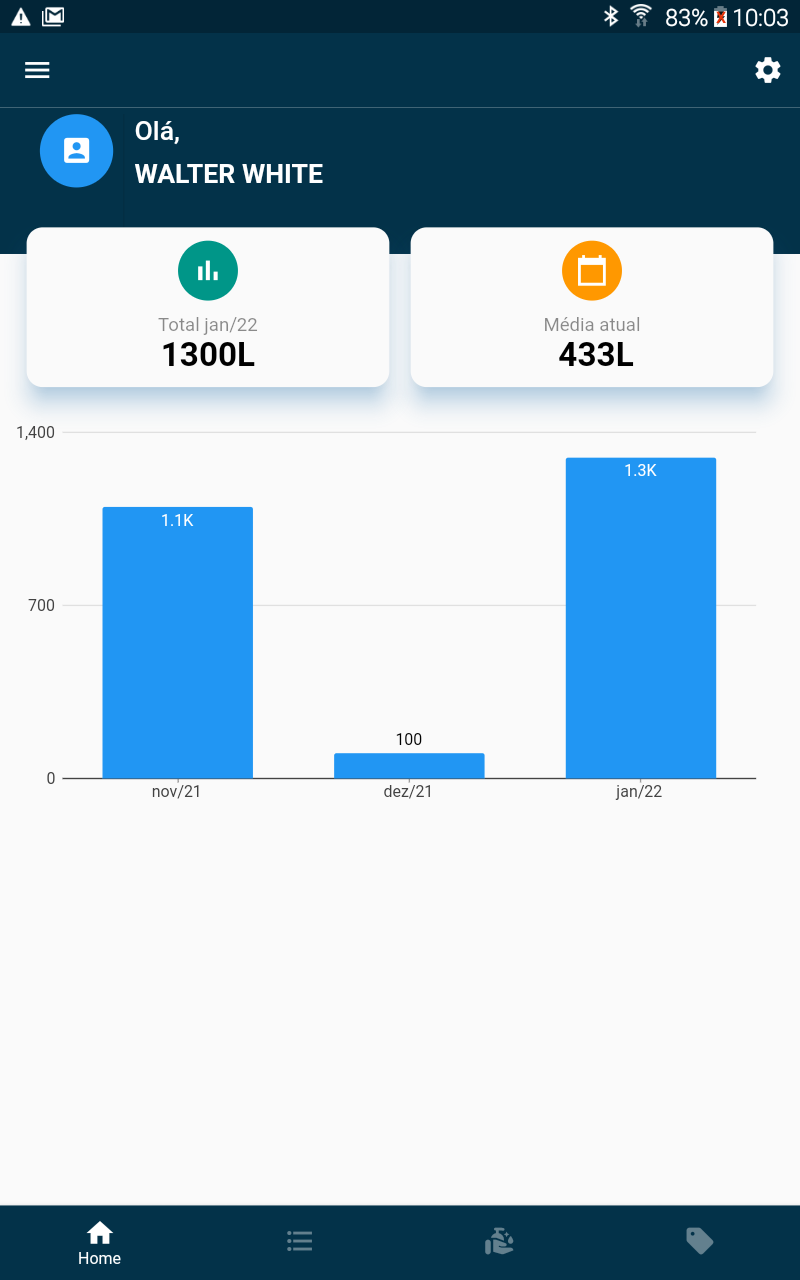 83% 10:03
Olá,
WALTER WHITE
Total jan/22
1300L
Média atual
433L
1,400
1.3K
1.1K
700
100
0
nov/21 dez/21 jan/22
Home